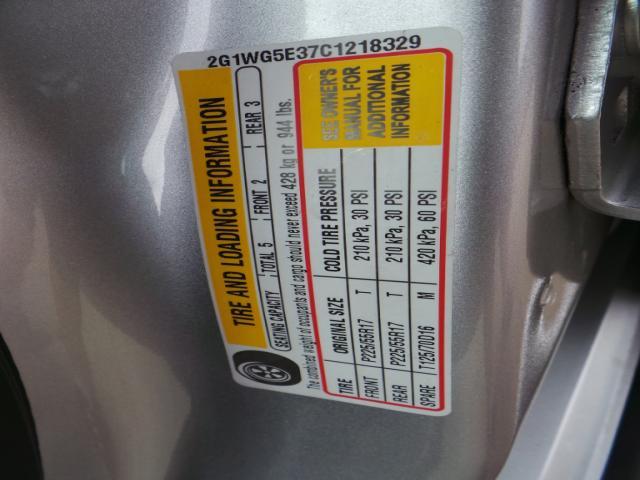 2G1WG5E37C1218329
TIRE AND LOADING INFORMATION
SEATING CAPACITY TOTAL 5 FRONT 2 REAR 3
The combined weight of occupants and cargo should never exceed 428 kg or 944 lbs.
TIRE ORIGINAL SIZE COLD TIRE PRESSURE SEE OWNER'S
FRONT P225/55R17 T 210 kPa, 30 PSI MANUAL FOR
REAR P225/55R17 T 210 kPa, 30 PSI ADDITIONAL
SPARE T125/70D16 M 420 kPa, 60 PSI INFORMATION